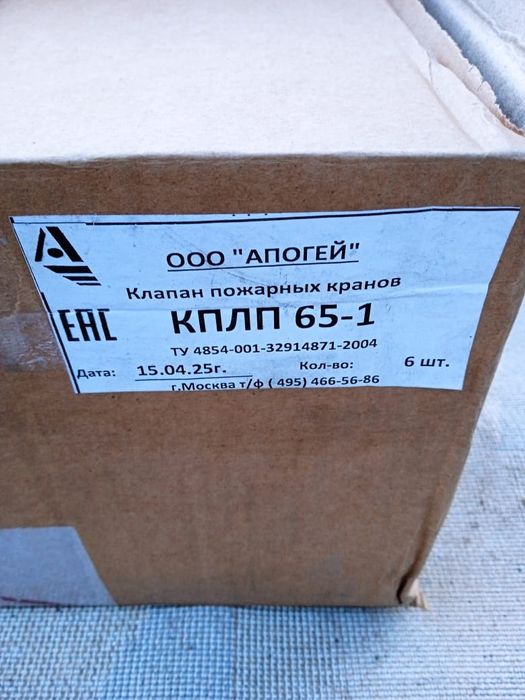 ООО "АПОГЕЙ"
Клапан пожарных кранов
ЕАС КПЛП 65-1
ТУ 4854-001-32914871-2004
Дата: 15.04.25г. Кол-во: 6 шт.
г.Москва т/ф ( 495) 466-56-86